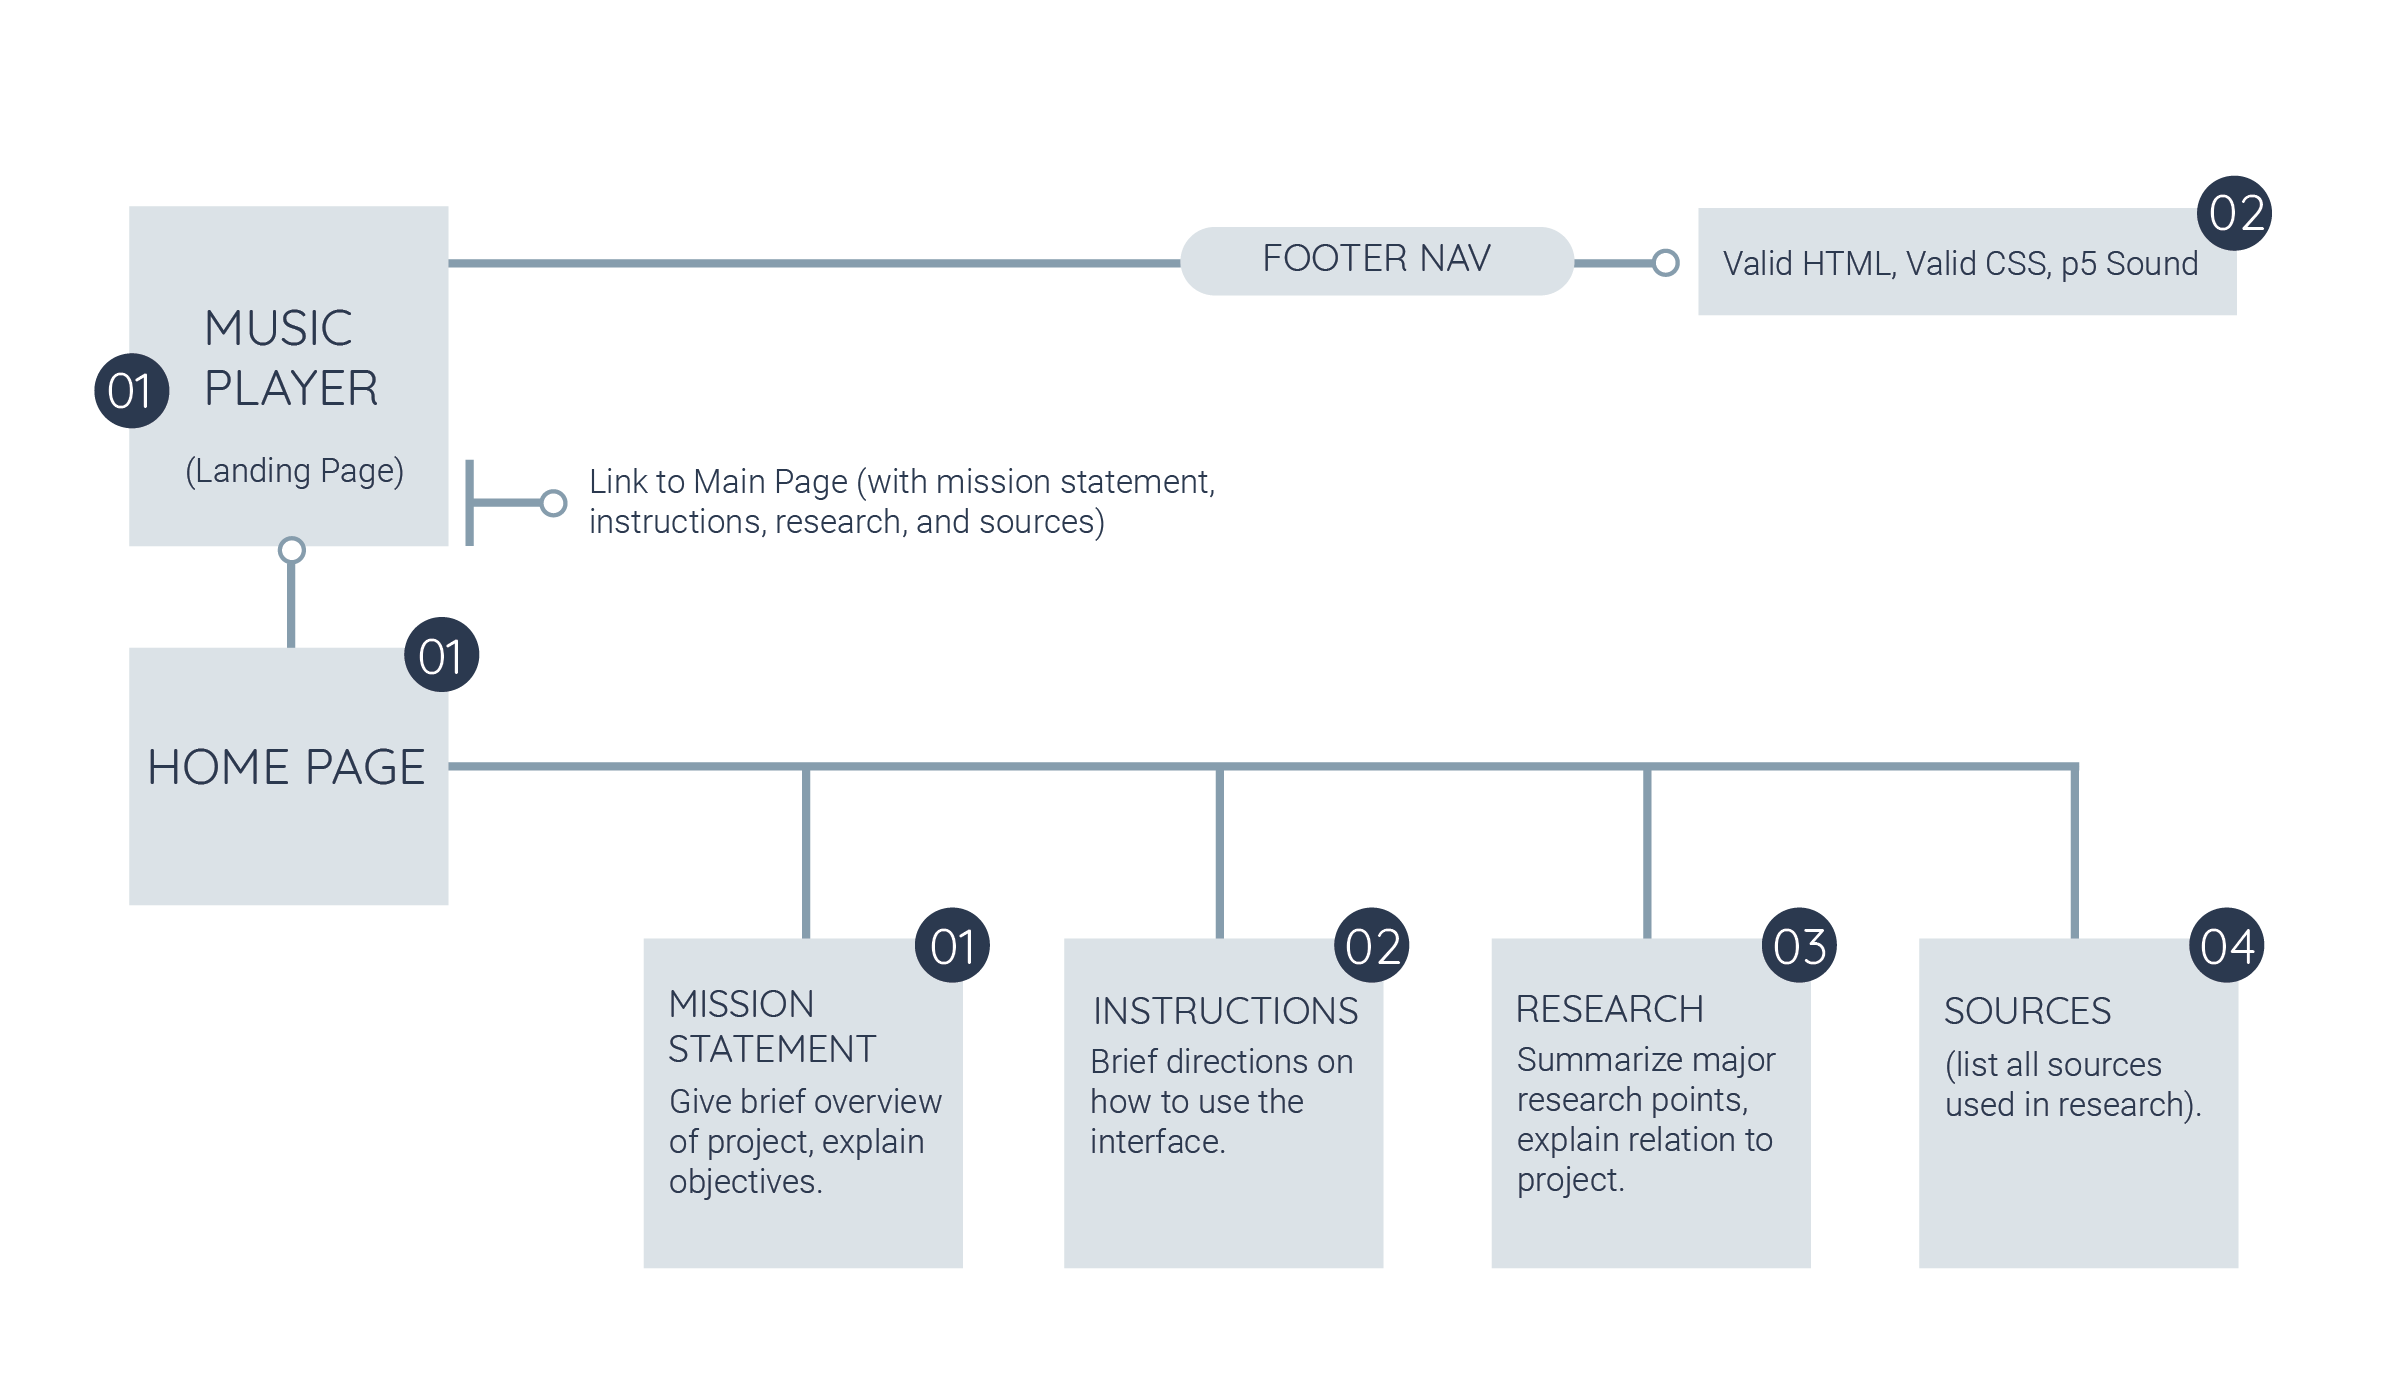 02
FOOTER NAV
Valid HTML, Valid CSS, p5 Sound
MUSIC
PLAYER
01
(Landing Page)
Link to Main Page (with mission statement,
instructions, research, and sources)
01
HOME PAGE
01
MISSION
STATEMENT
Give brief overview
of project, explain
objectives.
02
INSTRUCTIONS
Brief directions on
how to use the
interface.
03
RESEARCH
Summarize major
research points,
explain relation to
project.
04
SOURCES
(list all sources
used in research).